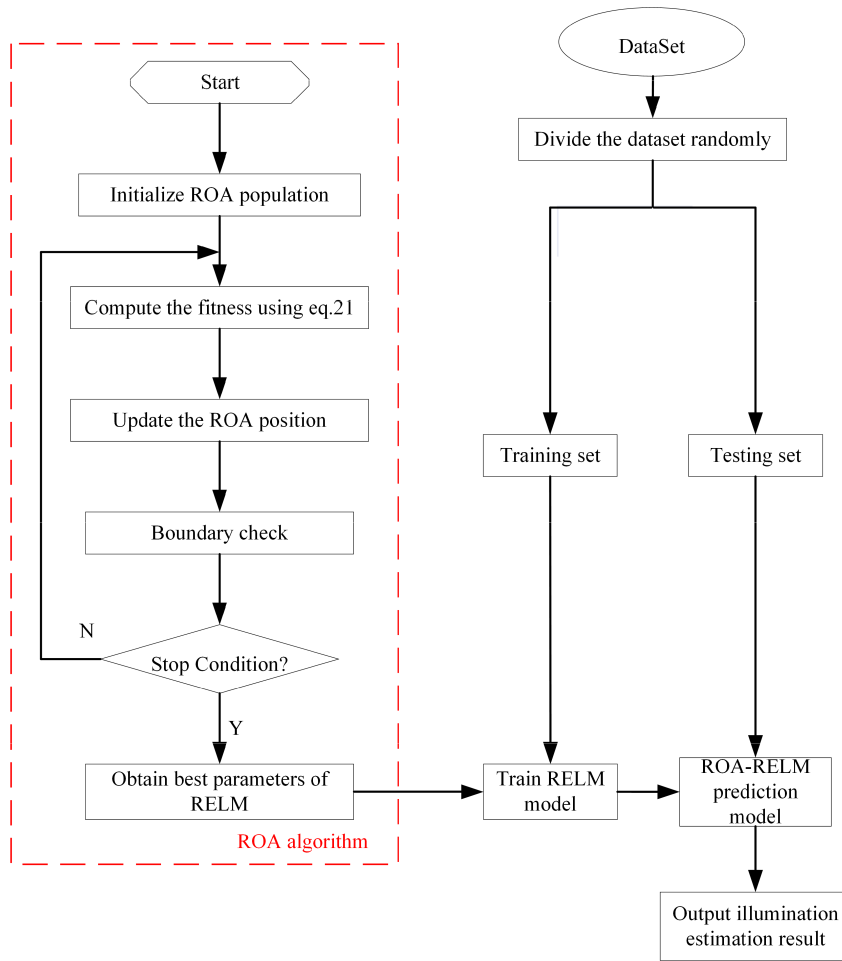 Start
Initialize ROA population
Compute the fitness using eq.21
Update the ROA position
Boundary check
N
Stop Condition?
Y
Obtain best parameters of
RELM
ROA algorithm
DataSet
Divide the dataset randomly
Training set
Testing set
Train RELM
model
ROA-RELM
prediction
model
Output illumination
estimation result